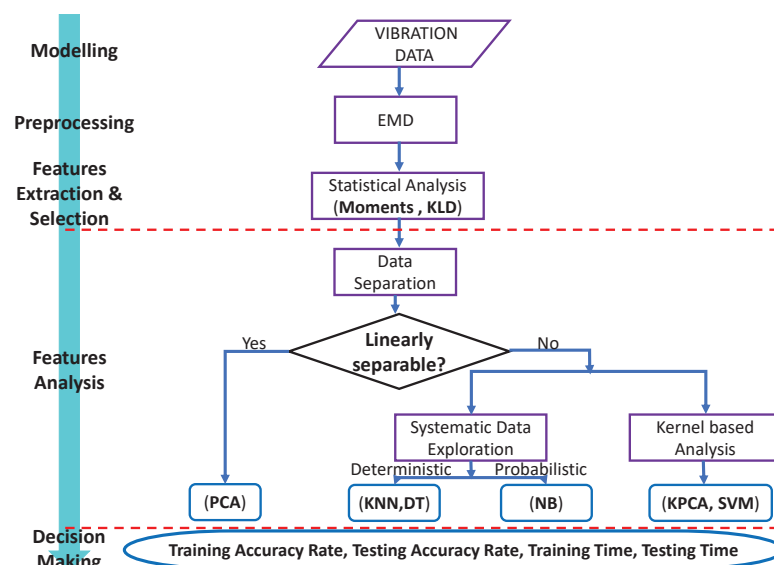 Modelling
VIBRATION
DATA
Preprocessing
EMD
Features
Extraction &
Selection
Statistical Analysis
(Moments , KLD)
Data
Separation
Yes
Linearly
separable?
No
Features
Analysis
Systematic Data
Exploration
Kernel based
Analysis
Deterministic
Probabilistic
(PCA)
(KNN,DT)
(NB)
(KPCA, SVM)
Decision
Making
Training Accuracy Rate, Testing Accuracy Rate, Training Time, Testing Time